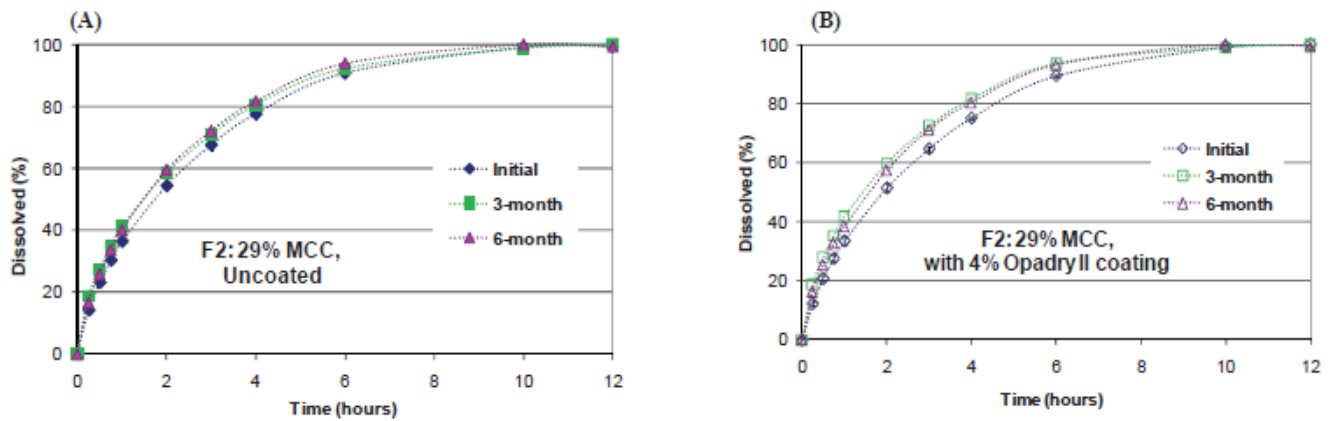 (A)
100
80
60
40
20
0
Dissolved (%)
0 2 4 6 8 10 12
Time (hours)
Initial
3-month
6-month
F2: 29% MCC,
Uncoated
(B)
100
80
60
40
20
0
Dissolved (%)
0 2 4 6 8 10 12
Time (hours)
Initial
3-month
6-month
F2: 29% MCC,
with 4% Opadry II coating